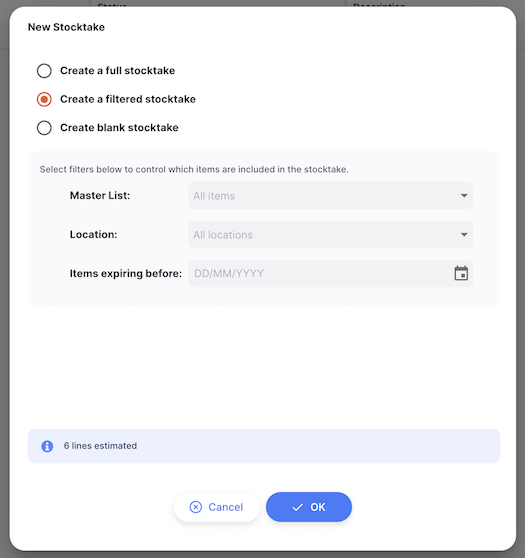 Status Description
New Stocktake
Create a full stocktake
Create a filtered stocktake
Create blank stocktake
Select filters below to control which items are included in the stocktake.
Master List: All items
Location: All locations
Items expiring before: DD/MM/YYYY
6 lines estimated
Cancel OK